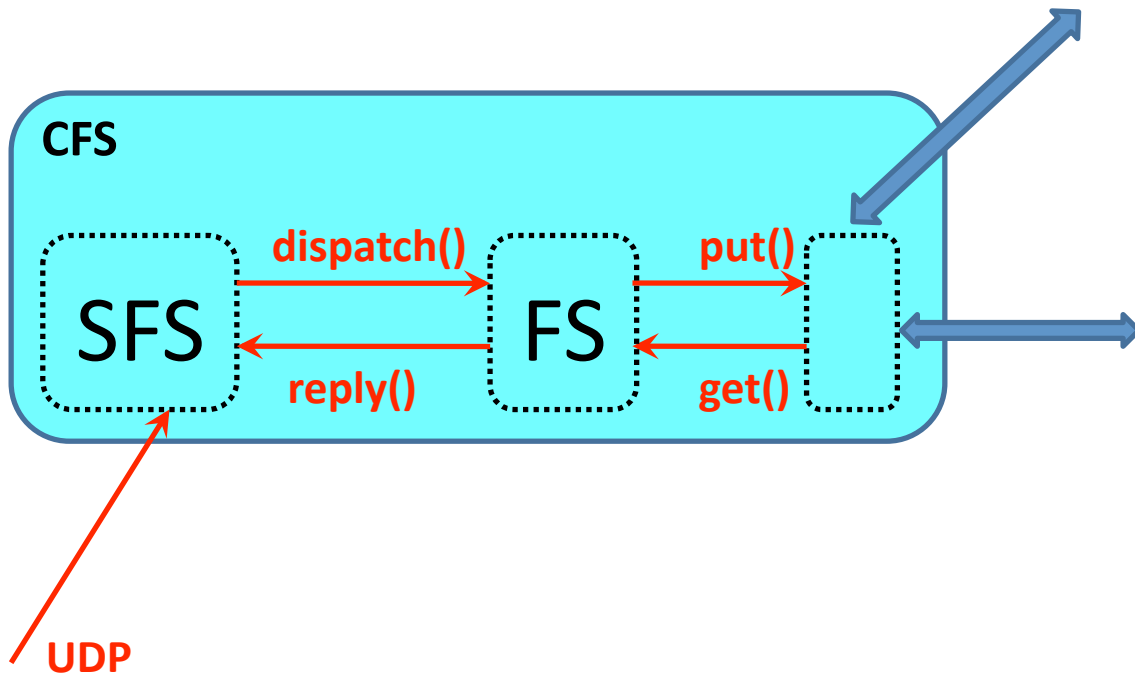 CFS
dispatch()
put()
SFS
FS
reply()
get()
UDP